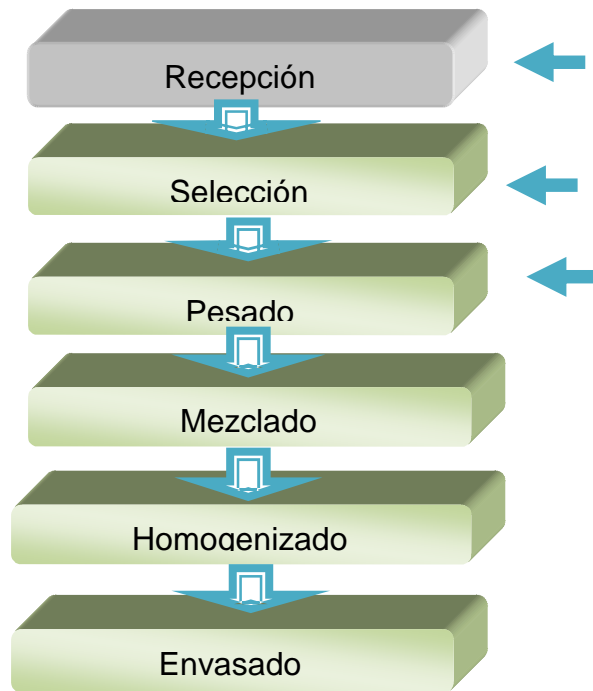 Recepción
Selección
Pesado
Mezclado
Homogenizado
Envasado